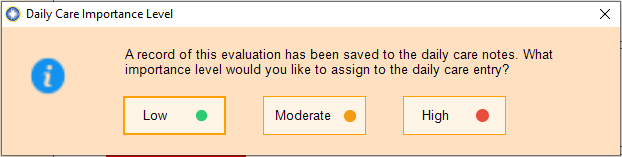 Daily Care Importance Level
A record of this evaluation has been saved to the daily care notes. What
importance level would you like to assign to the daily care entry?
Low
Moderate
High